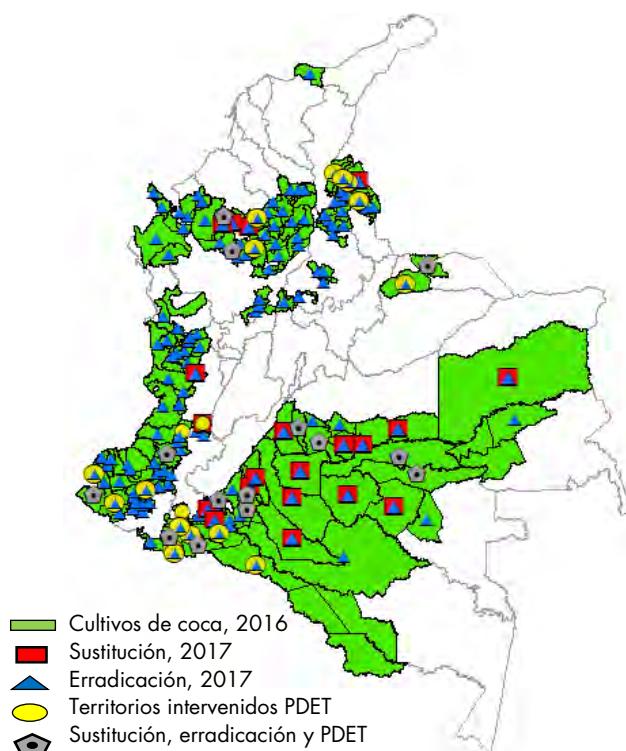 Cultivos de coca, 2016
Sustitución, 2017
Erradicación, 2017
Territorios intervenidos PDET
Sustitución, erradicación y PDET